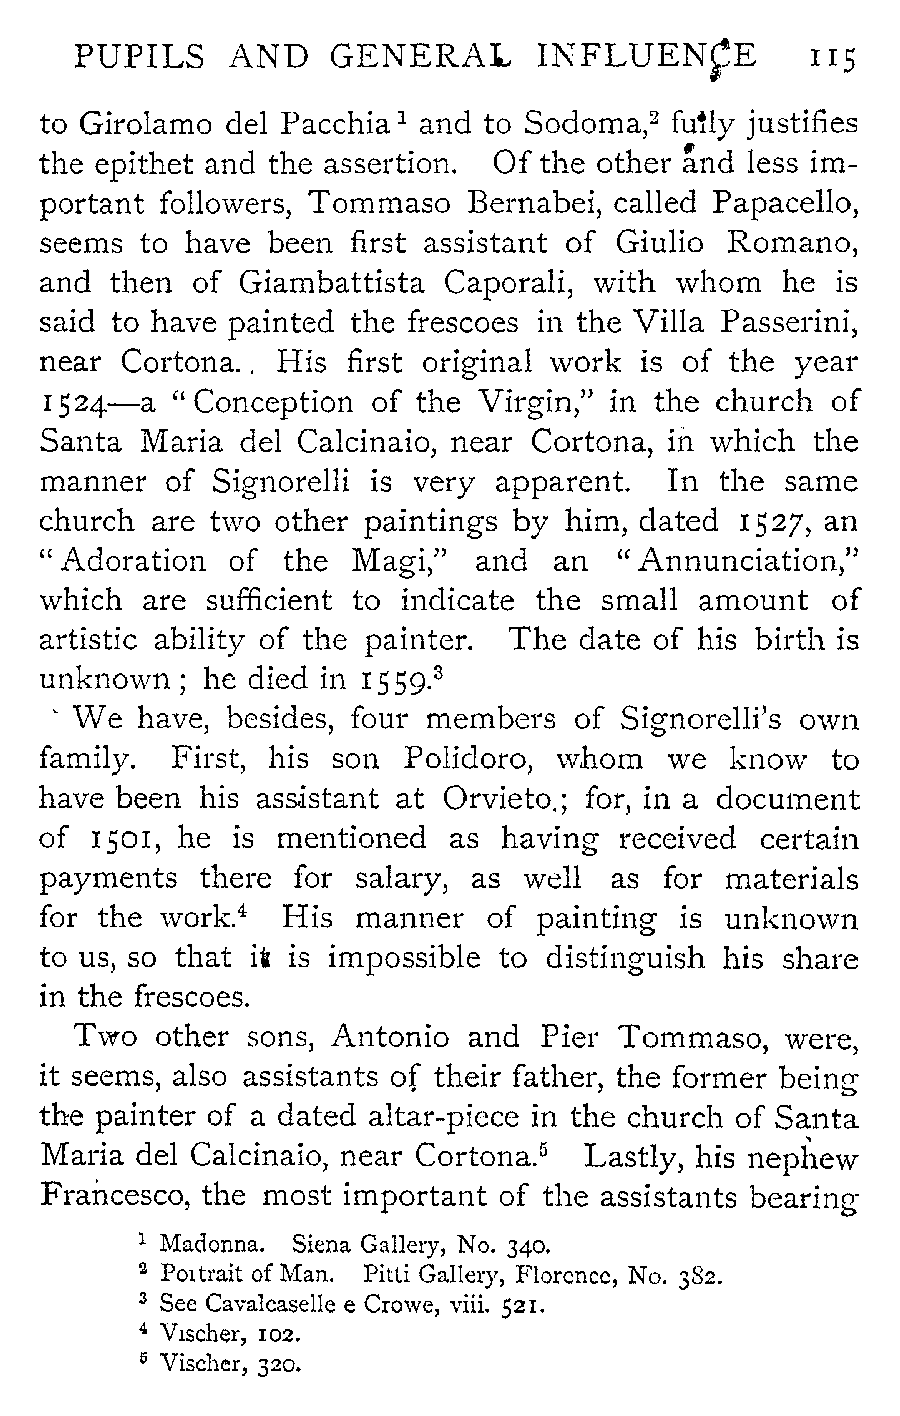 PUPILS AND GENERAL INFLUENCE 115
to Girolamo del Pacchia¹ and to Sodoma,² fully justifies
the epithet and the assertion. Of the other and less im-
portant followers, Tommaso Bernabei, called Papacello,
seems to have been first assistant of Giulio Romano,
and then of Giambattista Caporali, with whom he is
said to have painted the frescoes in the Villa Passerini,
near Cortona. . His first original work is of the year
1524—a "Conception of the Virgin," in the church of
Santa Maria del Calcinaio, near Cortona, in which the
manner of Signorelli is very apparent. In the same
church are two other paintings by him, dated 1527, an
"Adoration of the Magi," and an "Annunciation,"
which are sufficient to indicate the small amount of
artistic ability of the painter. The date of his birth is
unknown ; he died in 1559.³
We have, besides, four members of Signorelli's own
family. First, his son Polidoro, whom we know to
have been his assistant at Orvieto.; for, in a document
of 1501, he is mentioned as having received certain
payments there for salary, as well as for materials
for the work.⁴ His manner of painting is unknown
to us, so that it is impossible to distinguish his share
in the frescoes.
Two other sons, Antonio and Pier Tommaso, were,
it seems, also assistants of their father, the former being
the painter of a dated altar-piece in the church of Santa
Maria del Calcinaio, near Cortona.⁵ Lastly, his nephew
Francesco, the most important of the assistants bearing
¹ Madonna. Siena Gallery, No. 340.
² Portrait of Man. Pitti Gallery, Florence, No. 382.
³ See Cavalcaselle e Crowe, viii. 521.
⁴ Vischer, 102.
⁵ Vischer, 320.